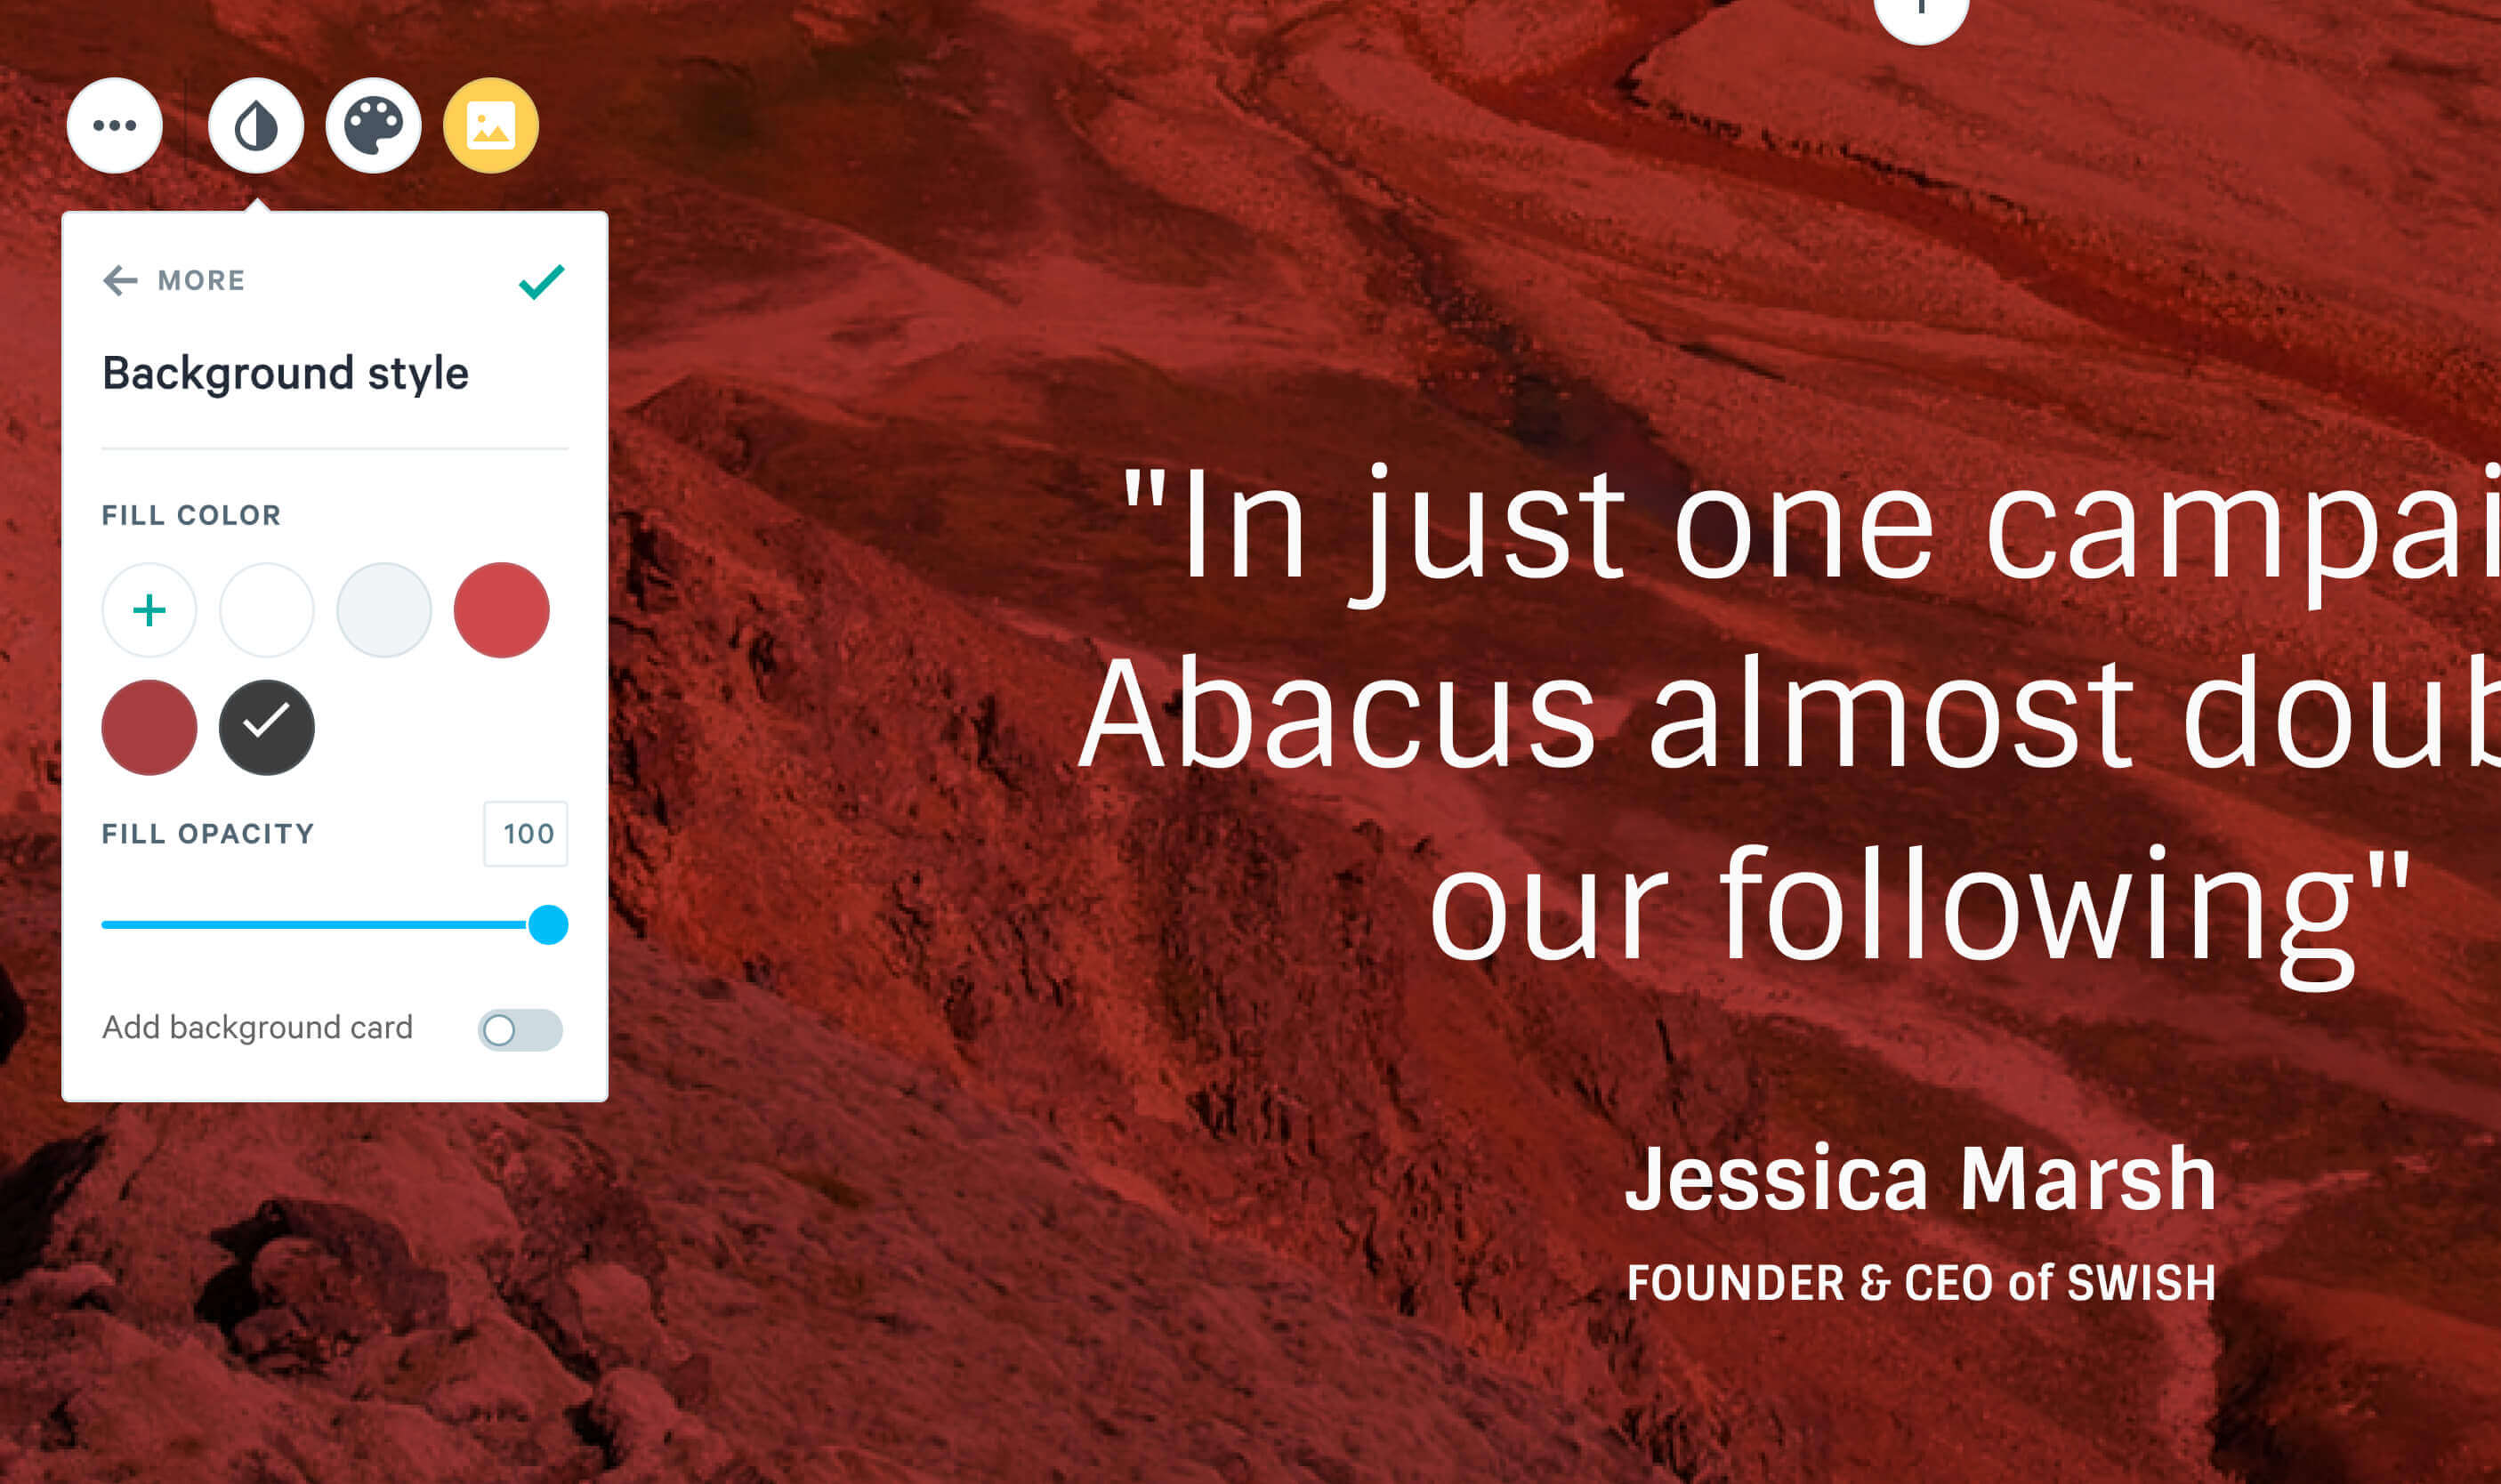 MORE
Background style
FILL COLOR
FILL OPACITY 100
Add background card
"In just one campai
Abacus almost doub
our following"
Jessica Marsh
FOUNDER & CEO of SWISH